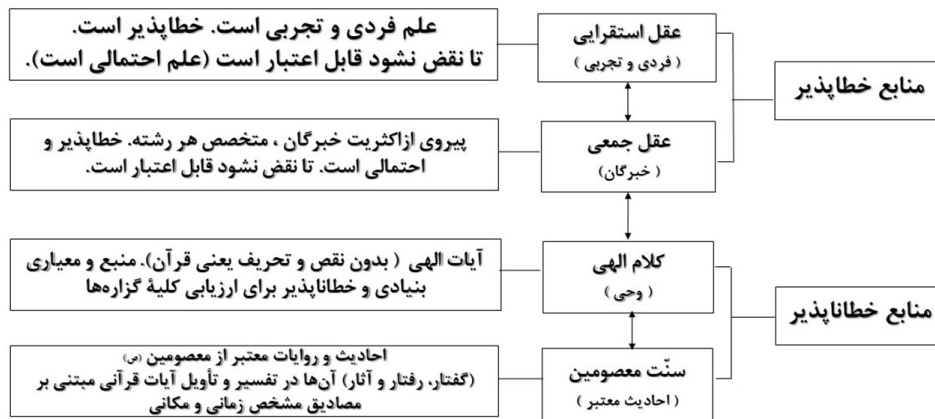 منابع خطاپذیر
عقل استقرایی
( فردی و تجربی )
علم فردی و تجربی است. خطاپذیر است.
تا نقض نشود قابل اعتبار است (علم احتمالی است).
عقل جمعی
( خبرگان)
پیروی ازاکثریت خبرگان ، متخصص هر رشته. خطاپذیر و
احتمالی است. تا نقض نشود قابل اعتبار است.
منابع خطاناپذیر
کلام الهی
( وحی )
آیات الهی ( بدون نقص و تحریف یعنی قرآن). منبع و معیاری
بنیادی و خطاناپذیر برای ارزیابی کلیهٔ گزاره‌ها
سنّت معصومین
( احادیث معتبر )
احادیث و روایات معتبر از معصومین (ص)
(گفتار، رفتار و آثار) آن‌ها در تفسیر و تأویل آیات قرآنی مبتنی بر
مصادیق مشخص زمانی و مکانی